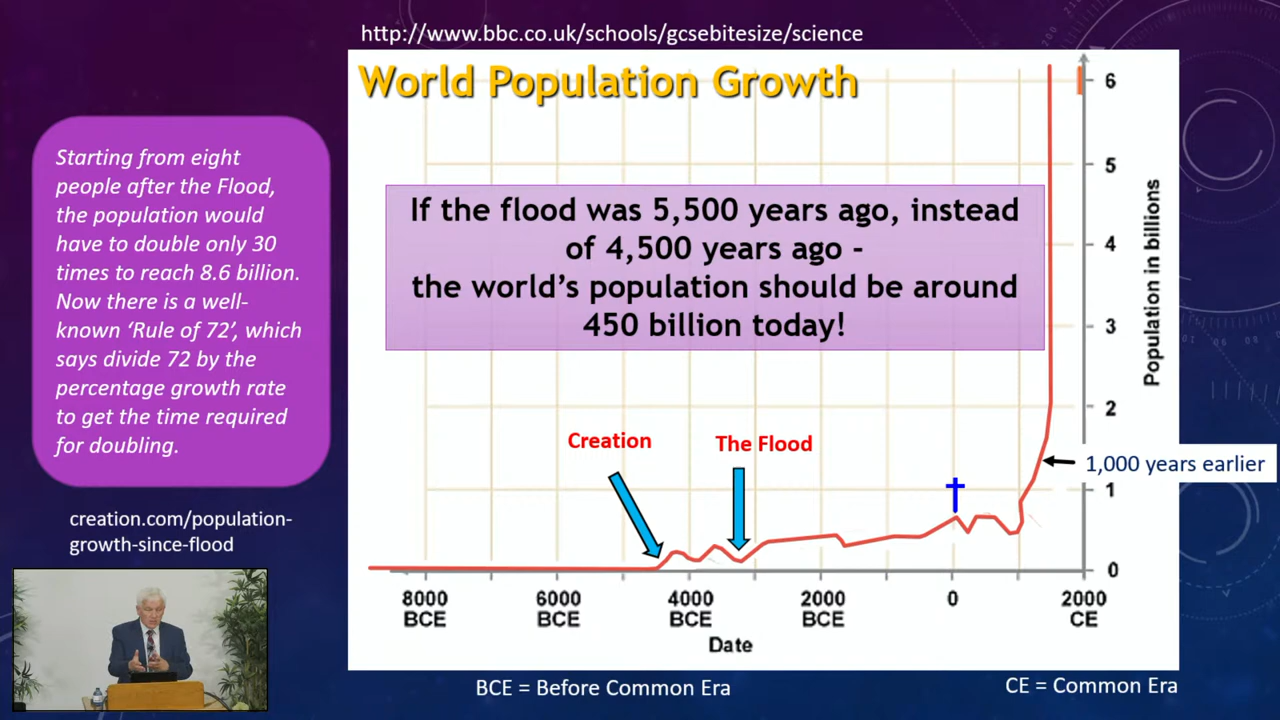 http://www.bbc.co.uk/schools/gcsebitesize/science
World Population Growth
Starting from eight
people after the Flood,
the population would
have to double only 30
times to reach 8.6 billion.
Now there is a well-
known ‘Rule of 72’, which
says divide 72 by the
percentage growth rate
to get the time required
for doubling.
creation.com/population-
growth-since-flood
If the flood was 5,500 years ago, instead
of 4,500 years ago -
the world’s population should be around
450 billion today!
Creation
The Flood
1,000 years earlier
6
5
4
3
2
1
0
Population in billions
8000
BCE
6000
BCE
4000
BCE
2000
BCE
0
2000
CE
Date
BCE = Before Common Era
CE = Common Era